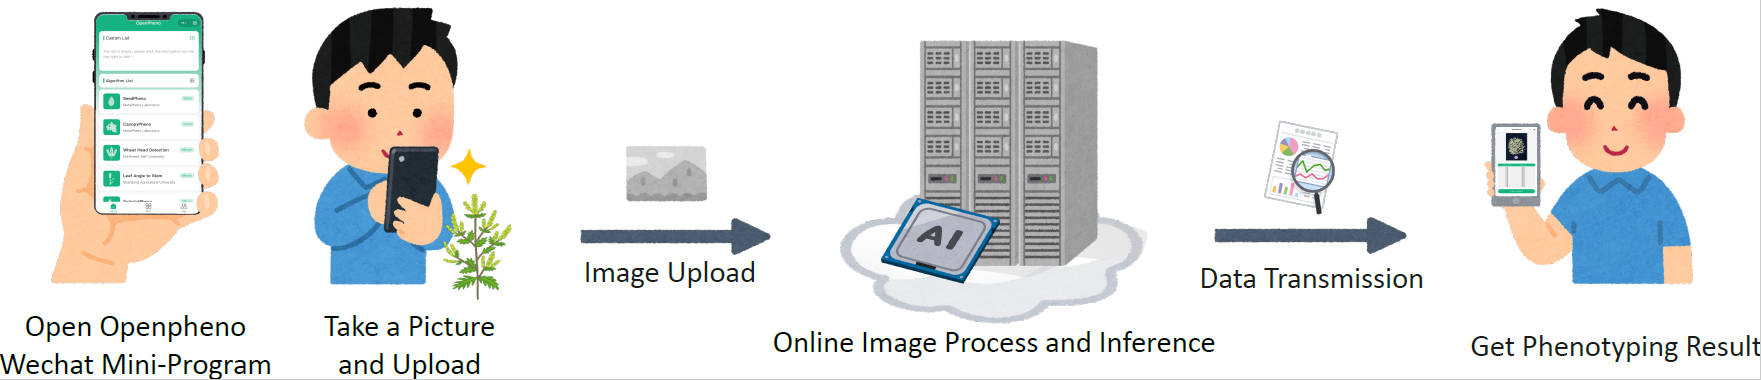 OpenPheno
Custom List
Algorithm List
SeedPheno
CanopyPheno
Wheat Head Detection
Leaf Angle to Stem
AI
Image Upload
Data Transmission
Open Openpheno
Wechat Mini-Program
Take a Picture
and Upload
Online Image Process and Inference
Get Phenotyping Result